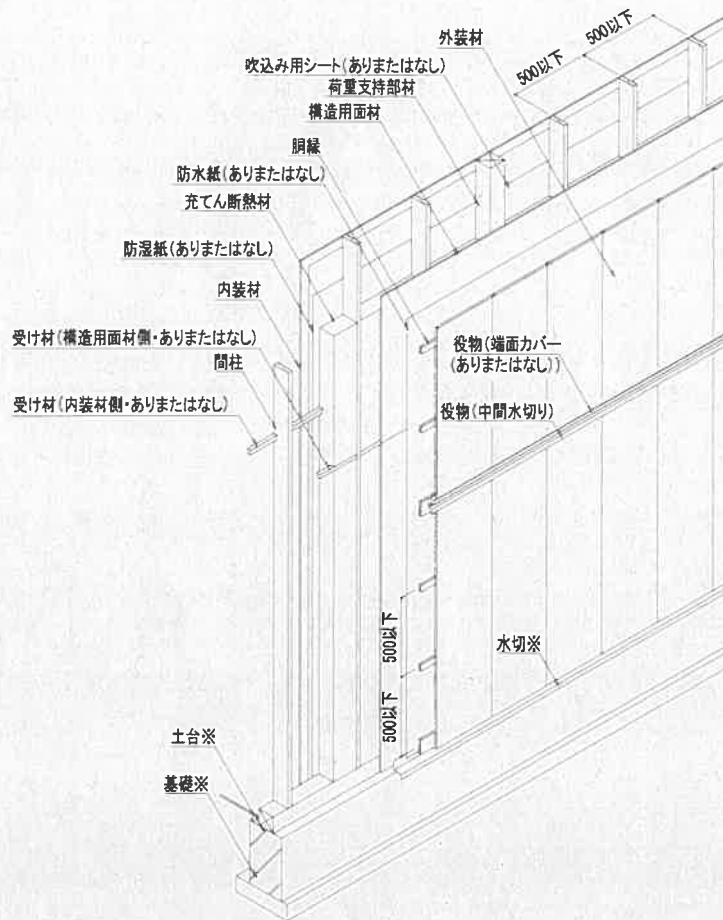 外装材
500以下
500以下
吹込み用シート(ありまたはなし)
荷重支持部材
構造用面材
胴縁
防水紙(ありまたはなし)
充てん断熱材
防湿紙(ありまたはなし)
内装材
受け材(構造用面材側・ありまたはなし)
間柱
受け材(内装材側・ありまたはなし)
役物(端面カバー
(ありまたはなし))
役物(中間水切り)
500以下
水切※
500以下
土台※
基礎※